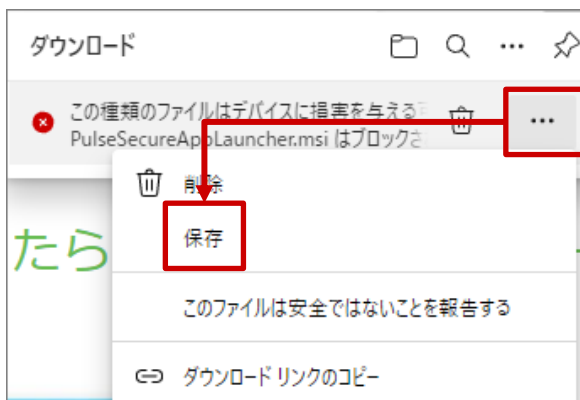 ダウンロード
この種類のファイルはデバイスに損害を与える
PulseSecureAppLauncher.msi はブロックさ
削除
保存
たら
このファイルは安全ではないことを報告する
ダウンロード リンクのコピー